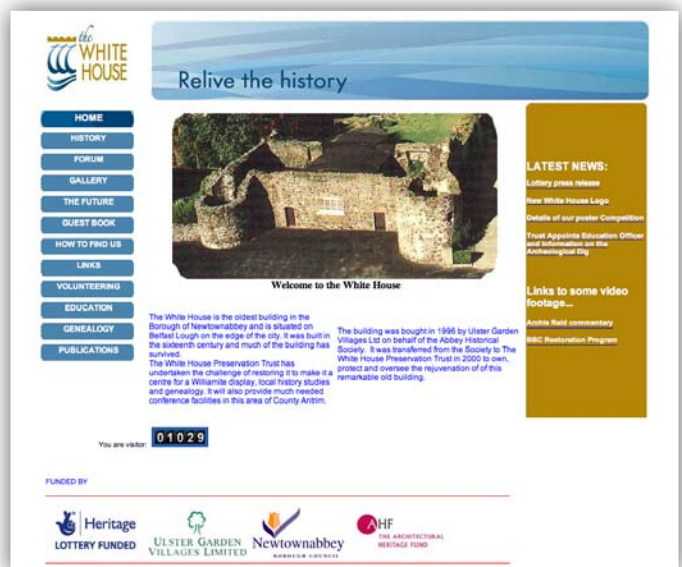 the
WHITE
HOUSE
Relive the history
HOME
HISTORY
FORUM
GALLERY
THE FUTURE
GUEST BOOK
HOW TO FIND US
LINKS
VOLUNTEERING
EDUCATION
GENEALOGY
PUBLICATIONS
Welcome to the White House
The White House is the oldest building in the
Borough of Newtownabbey and is situated on
Belfast Lough on the edge of the city. It was built in
the sixteenth century and much of the building has
survived.
The White House Preservation Trust has
undertaken the challenge of restoring it to make it a
centre for a Williamite display, local history studies
and genealogy. It will also provide much needed
conference facilities in this area of County Antrim.
The building was bought in 1996 by Ulster Garden
Villages Ltd on behalf of the Abbey Historical
Society. It was transferred from the Society to The
White House Preservation Trust in 2000 to own,
protect and oversee the rejuvenation of of this
remarkable old building.
LATEST NEWS:
Lottery press release
New White House Logo
Details of our poster Competition
Trust Appoints Education Officer
and information on the
Archaeological Dig
Links to some video
footage...
Archie Reid commentary
BBC Restoration Program
You are visitor: 01029
FUNDED BY
Heritage
LOTTERY FUNDED
ULSTER GARDEN
VILLAGES LIMITED
Newtownabbey
BOROUGH COUNCIL
AHF
THE ARCHITECTURAL
HERITAGE FUND